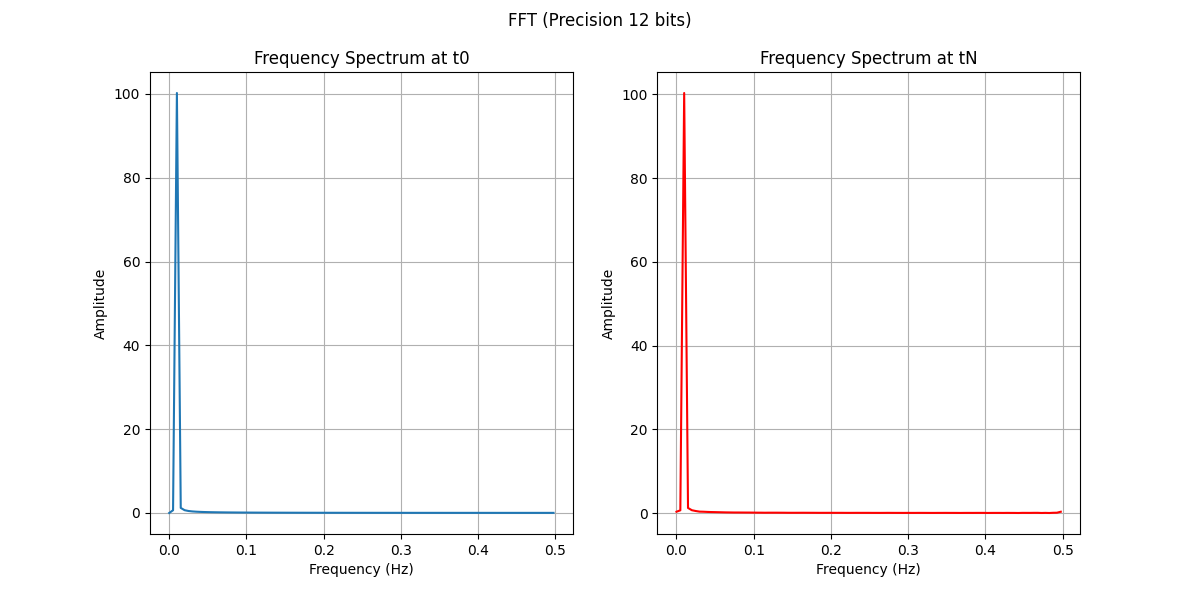 FFT (Precision 12 bits)
Frequency Spectrum at t0
Amplitude
100
80
60
40
20
0
0.0 0.1 0.2 0.3 0.4 0.5
Frequency (Hz)
Frequency Spectrum at tN
Amplitude
100
80
60
40
20
0
0.0 0.1 0.2 0.3 0.4 0.5
Frequency (Hz)